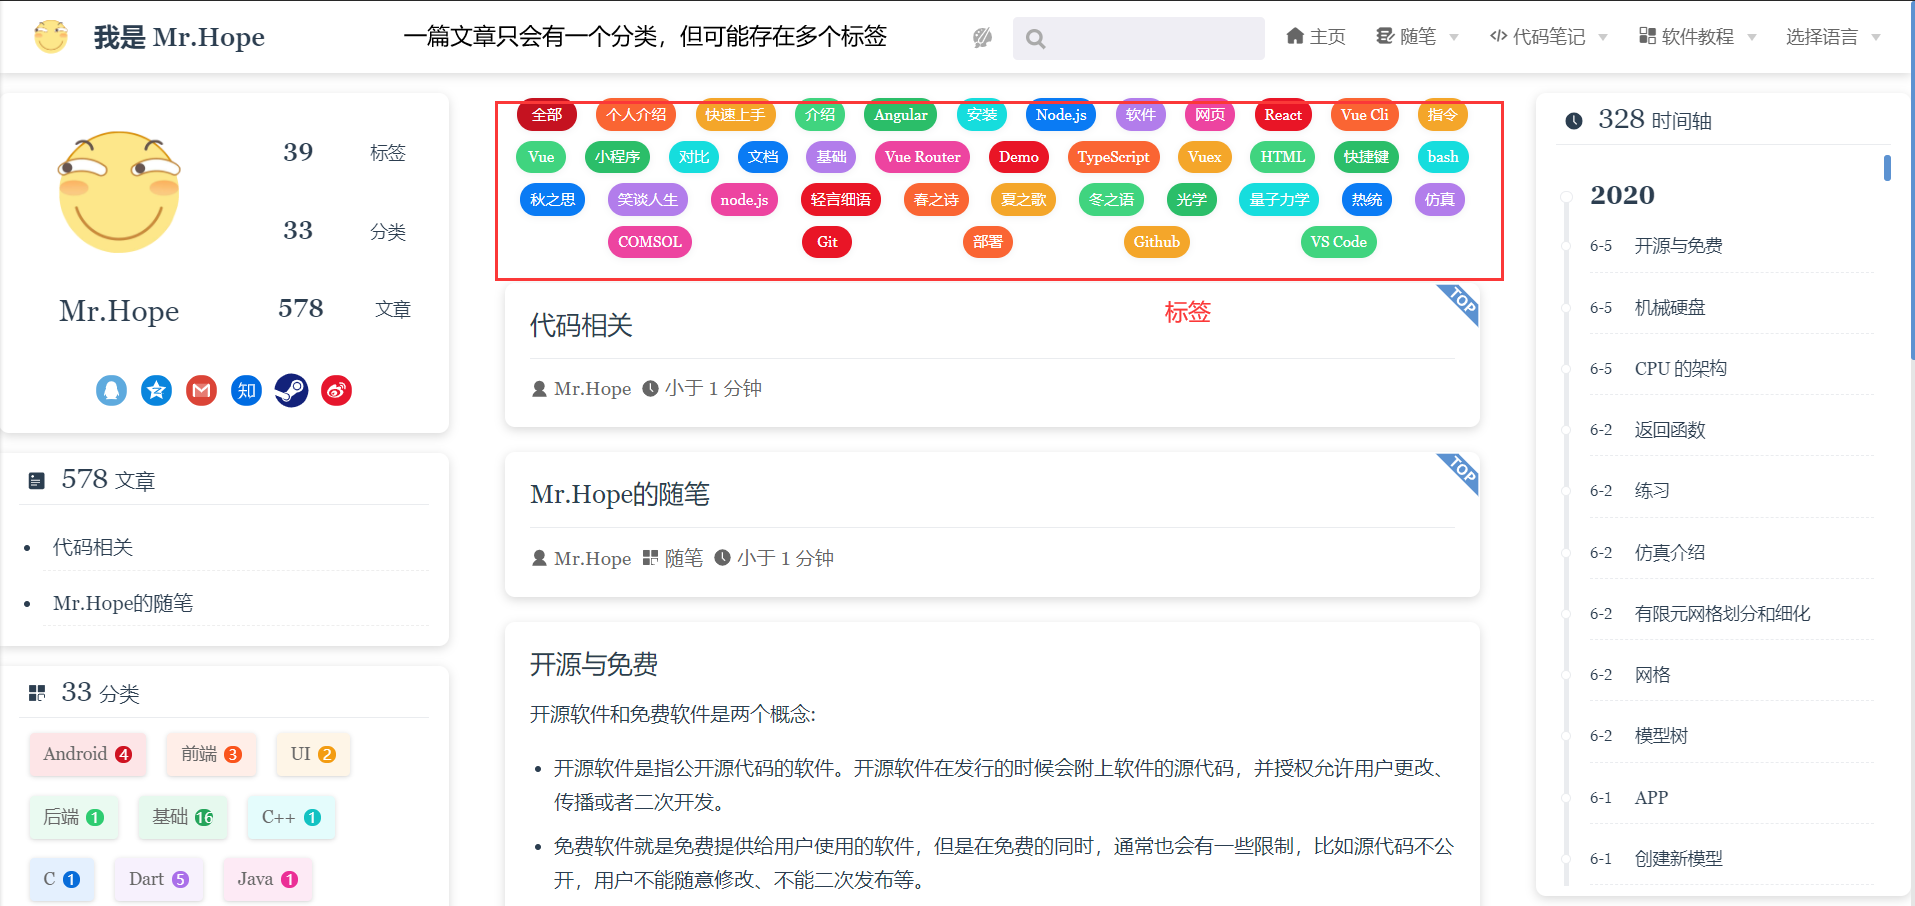 我是 Mr.Hope
一篇文章只会有一个分类，但可能存在多个标签
主页 随笔 代码笔记 软件教程 选择语言
39 标签
33 分类
Mr.Hope
578 文章
知
578 文章
代码相关
Mr.Hope的随笔
33 分类
Android 4 前端 3 UI 2
后端 1 基础 16 C++ 1
C 1 Dart 5 Java 1
全部 个人介绍 快速上手 介绍 Angular 安装 Node.js 软件 网页 React Vue Cli 指令
Vue 小程序 对比 文档 基础 Vue Router Demo TypeScript Vuex HTML 快捷键 bash
秋之思 笑谈人生 node.js 轻言细语 春之诗 夏之歌 冬之语 光学 量子力学 热统 仿真
COMSOL Git 部署 Github VS Code
标签
TOP
代码相关
Mr.Hope 小于 1 分钟
TOP
Mr.Hope的随笔
Mr.Hope 随笔 小于 1 分钟
开源与免费
开源软件和免费软件是两个概念:
• 开源软件是指公开源代码的软件。开源软件在发行的时候会附上软件的源代码，并授权允许用户更改、
传播或者二次开发。
• 免费软件就是免费提供给用户使用的软件，但是在免费的同时，通常也会有一些限制，比如源代码不公
开，用户不能随意修改、不能二次发布等。
328 时间轴
2020
6-5 开源与免费
6-5 机械硬盘
6-5 CPU 的架构
6-2 返回函数
6-2 练习
6-2 仿真介绍
6-2 有限元网格划分和细化
6-2 网格
6-2 模型树
6-1 APP
6-1 创建新模型